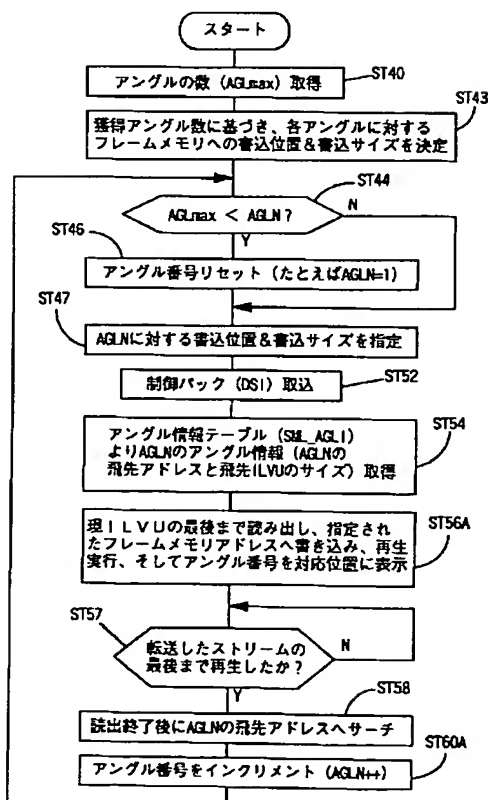 スタート
アングルの数（AGLmax）取得
ST40
獲得アングル数に基づき、各アングルに対する
フレームメモリへの書込位置＆書込サイズを決定
ST43
AGLmax < AGLN？
ST44
N
Y
ST46
アングル番号リセット（たとえばAGLN=1）
ST47
AGLNに対する書込位置＆書込サイズを指定
制御パック（DSI）取込
ST52
アングル情報テーブル（SML_AGLI）
よりAGLNのアングル情報（AGLNの
飛先アドレスと飛先ILVUのサイズ）取得
ST54
現ＩＬＶＵの最後まで読み出し、指定され
たフレームメモリアドレスへ書き込み、再生
実行、そしてアングル番号を対応位置に表示
ST56A
ST57
転送したストリームの
最後まで再生したか？
N
Y
読出終了後にAGLNの飛先アドレスへサーチ
ST58
アングル番号をインクリメント（AGLN++）
ST60A